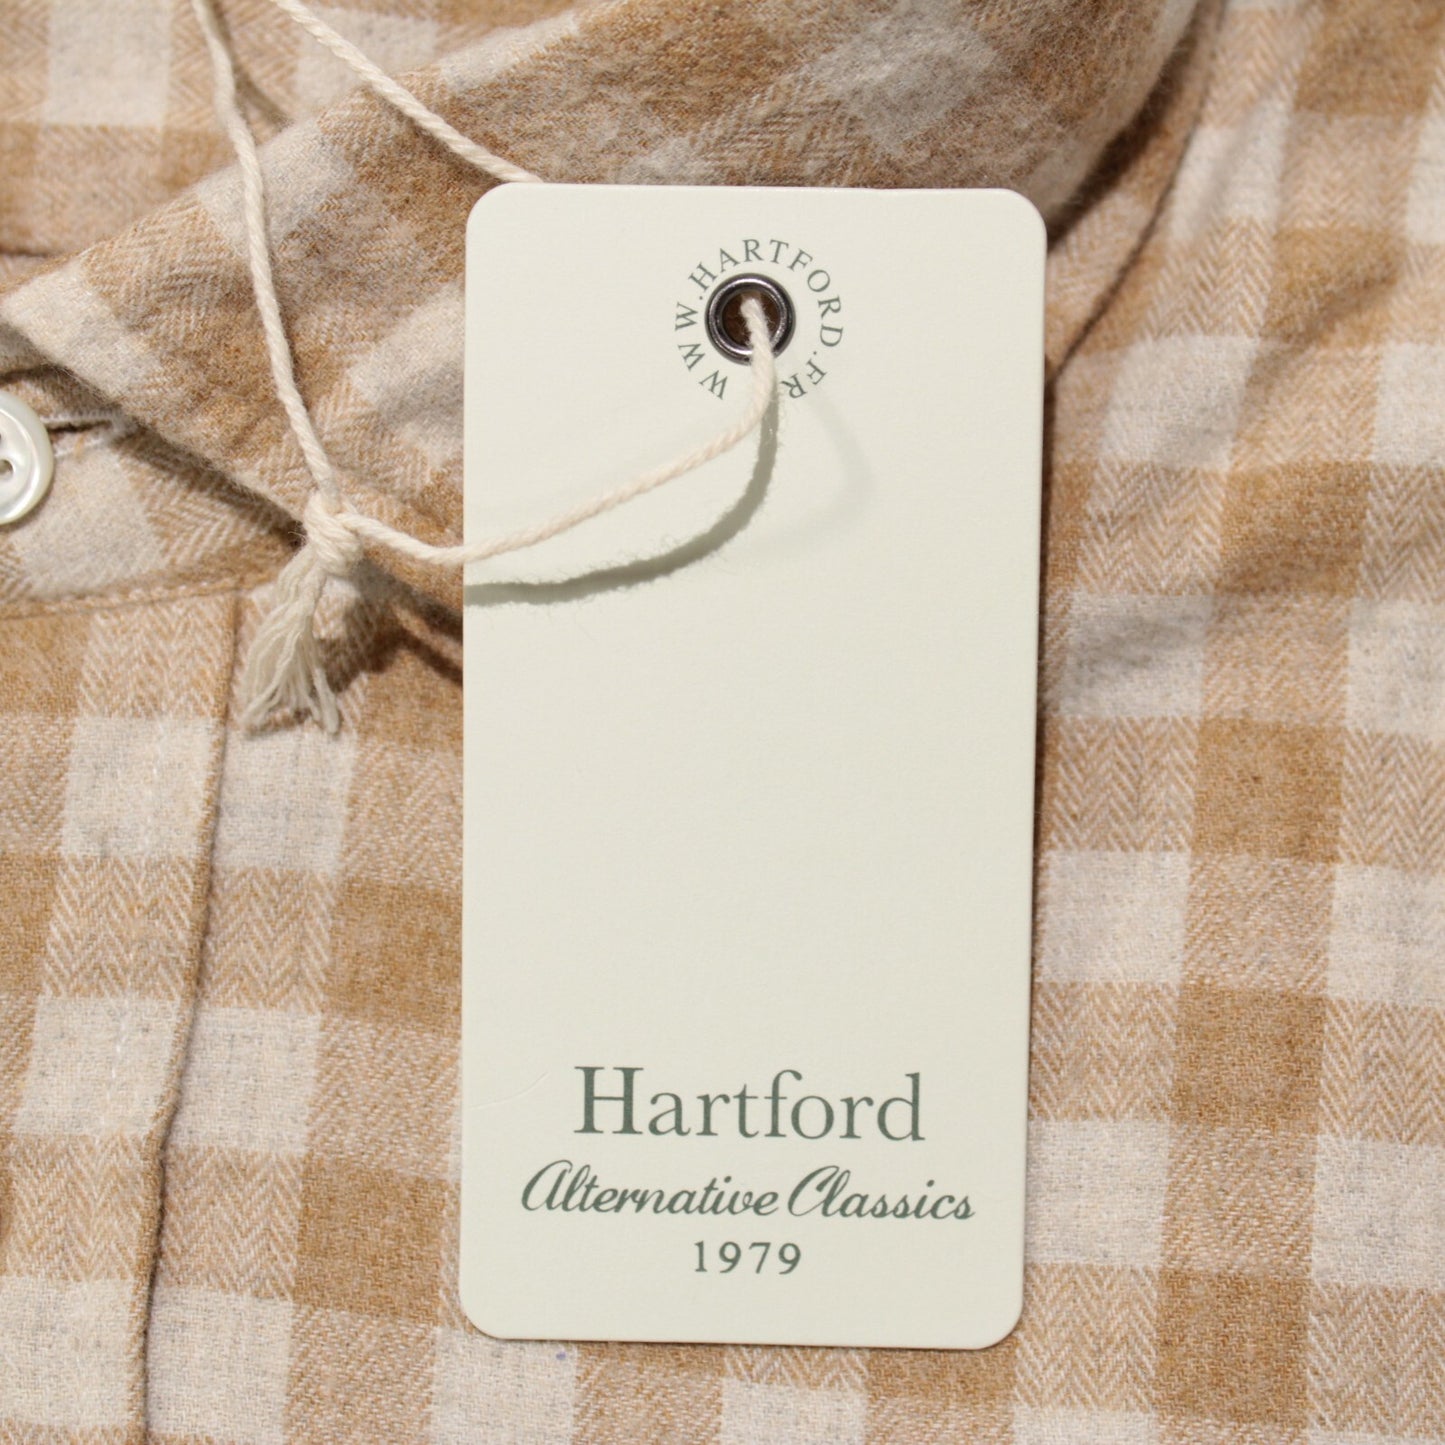 WWW.HARTFORD.FR
Hartford
Alternative Classics
1979